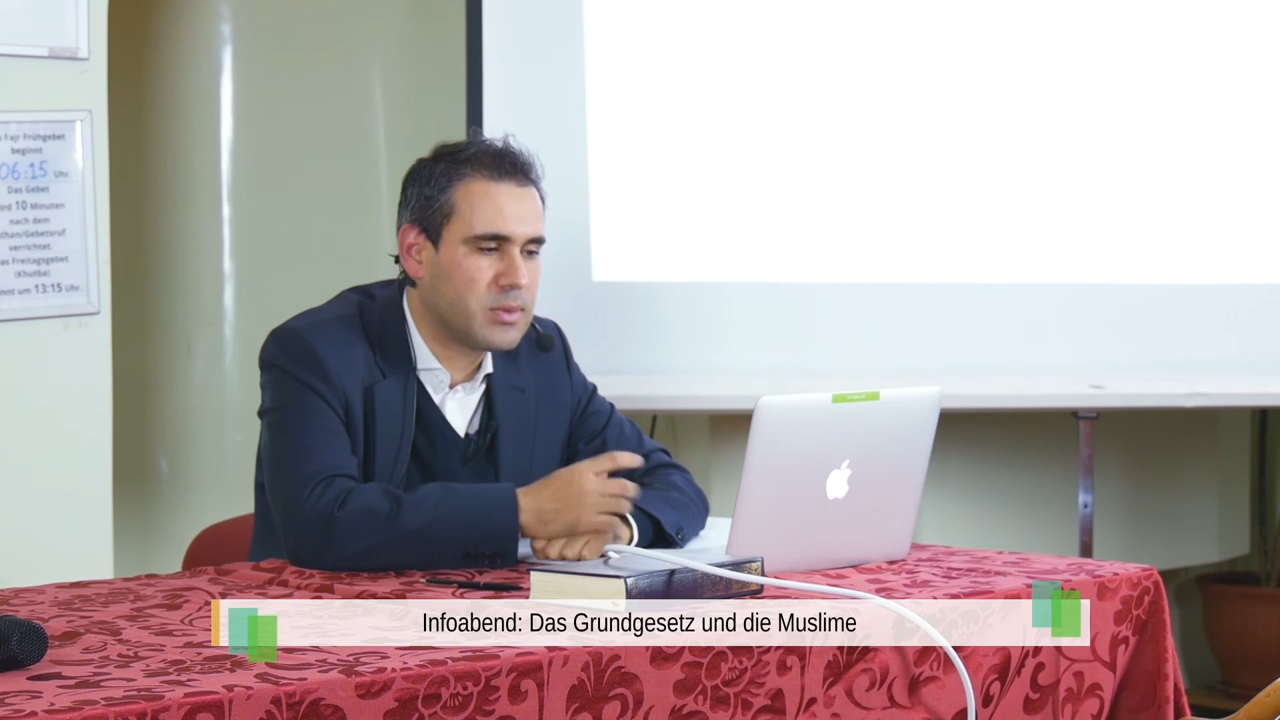 Fajr Frühgebet
beginnt
06:15 Uhr
Das Gebet
10 Minuten
nach dem
verrichtet.
Freitagsgebet
(Khutba)
um 13:15 Uhr.
Infoabend: Das Grundgesetz und die Muslime